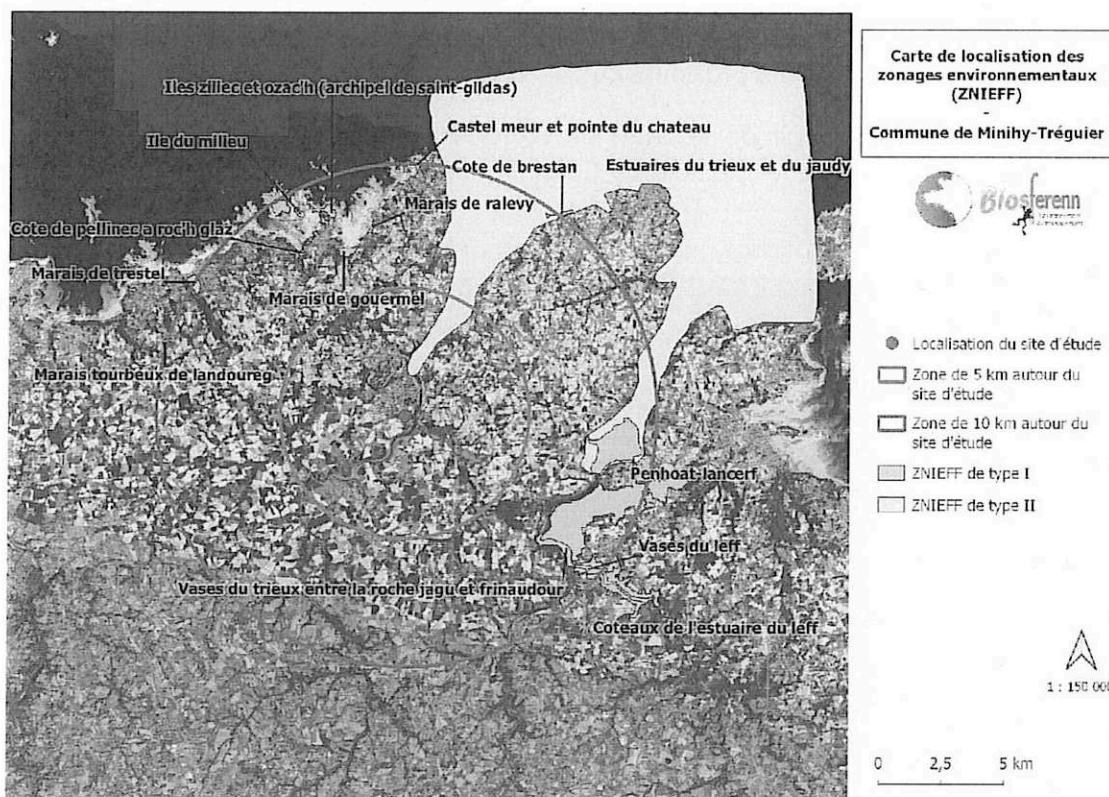 Iles zillec et ozac'h (archipel de saint-gildas)
Castel meur et pointe du chateau
Ile du milieu
Cote de brestan
Estuaires du trieux et du jaudy
Marais de ralevy
Cote de pellinec a roc'h glaz
Marais de trestel
Marais de gouermel
Marais tourbeux de landoureg
Penhoat-lancerf
Vases du leff
Vases du trieux entre la roche jagu et frinaudour
Coteaux de l'estuaire du leff
Carte de localisation des
zonages environnementaux
(ZNIEFF)
-
Commune de Minihy-Tréguier
Biosferenn
Localisation du site d'étude
Zone de 5 km autour du
site d'étude
Zone de 10 km autour du
site d'étude
ZNIEFF de type I
ZNIEFF de type II
1 : 150 000
0 2,5 5 km